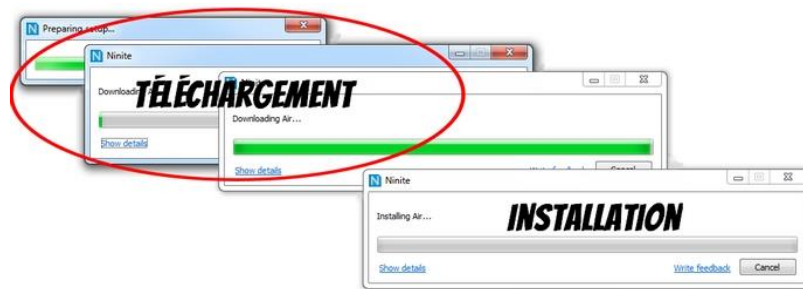 Preparing setup...
Ninite
TÉLÉCHARGEMENT
Downloading Air...
Show details
Show details
Cancel
Ninite
Installing Air...
INSTALLATION
Show details
Write feedback
Cancel